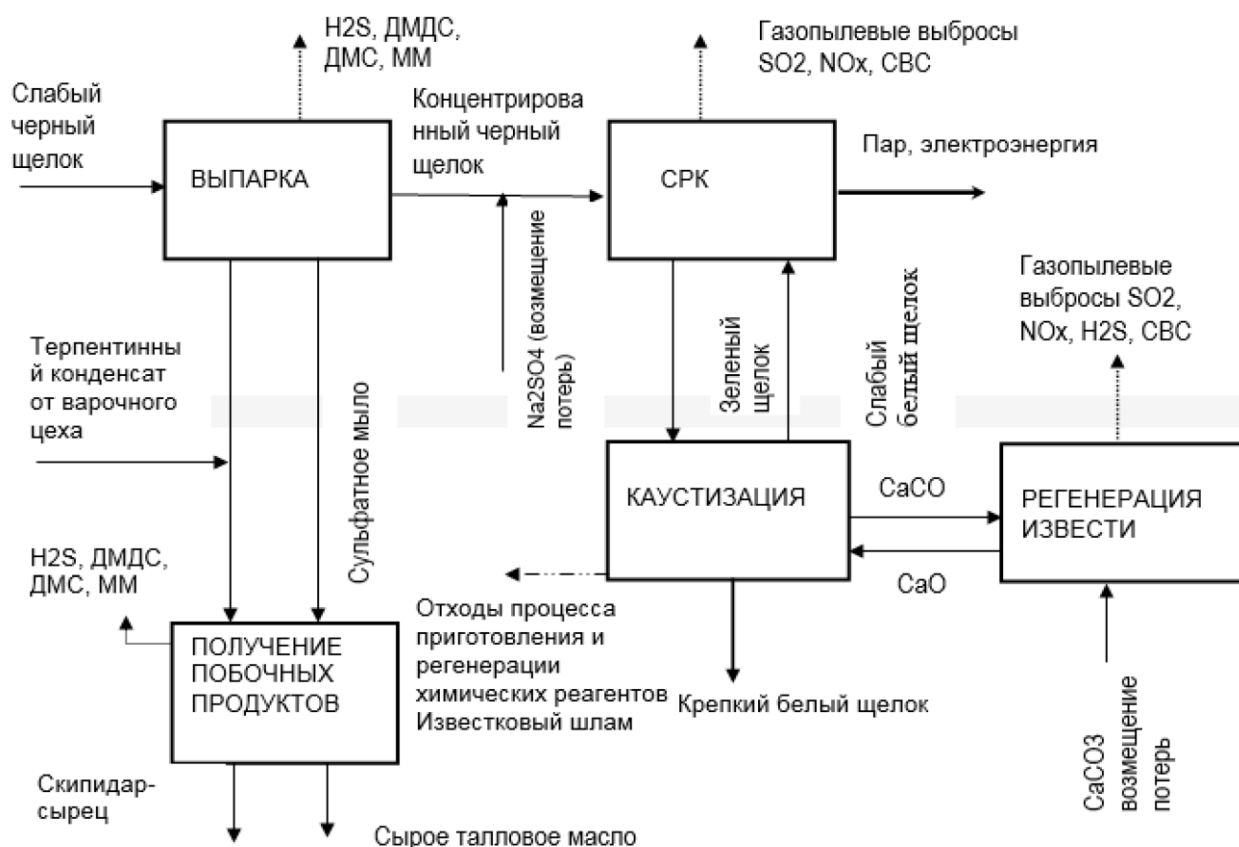 H2S, ДМДС,
ДМС, ММ
Газопылевые выбросы
SO2, NOx, СВС
Слабый
черный
щелок
Концентрирова
нный черный
щелок
ВЫПАРКА
СРК
Пар, электроэнергия
Na2SO4 (возмещение
потерь)
Зеленый
щелок
Слабый
белый щелок
Газопылевые
выбросы SO2,
NOx, H2S, СВС
Терпентинны
й конденсат
от варочного
цеха
Сульфатное мыло
КАУСТИЗАЦИЯ
CaCO
CaO
РЕГЕНЕРАЦИЯ
ИЗВЕСТИ
H2S, ДМДС,
ДМС, ММ
ПОЛУЧЕНИЕ
ПОБОЧНЫХ
ПРОДУКТОВ
Отходы процесса
приготовления и
регенерации
химических реагентов
Известковый шлам
Крепкий белый щелок
CaCO3
возмещение
потерь
Скипидар-
сырец
Сырое талловое масло